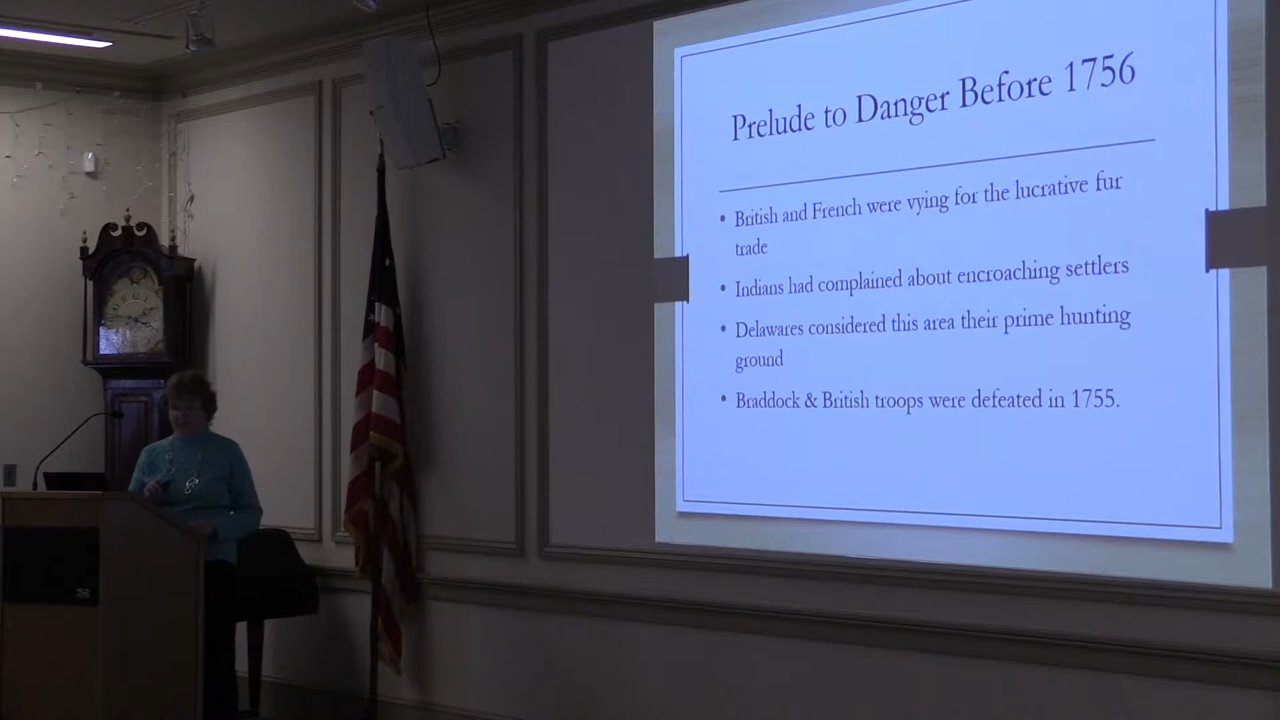 Prelude to Danger Before 1756
• British and French were vying for the lucrative fur
trade
• Indians had complained about encroaching settlers
• Delawares considered this area their prime hunting
ground
• Braddock & British troops were defeated in 1755.